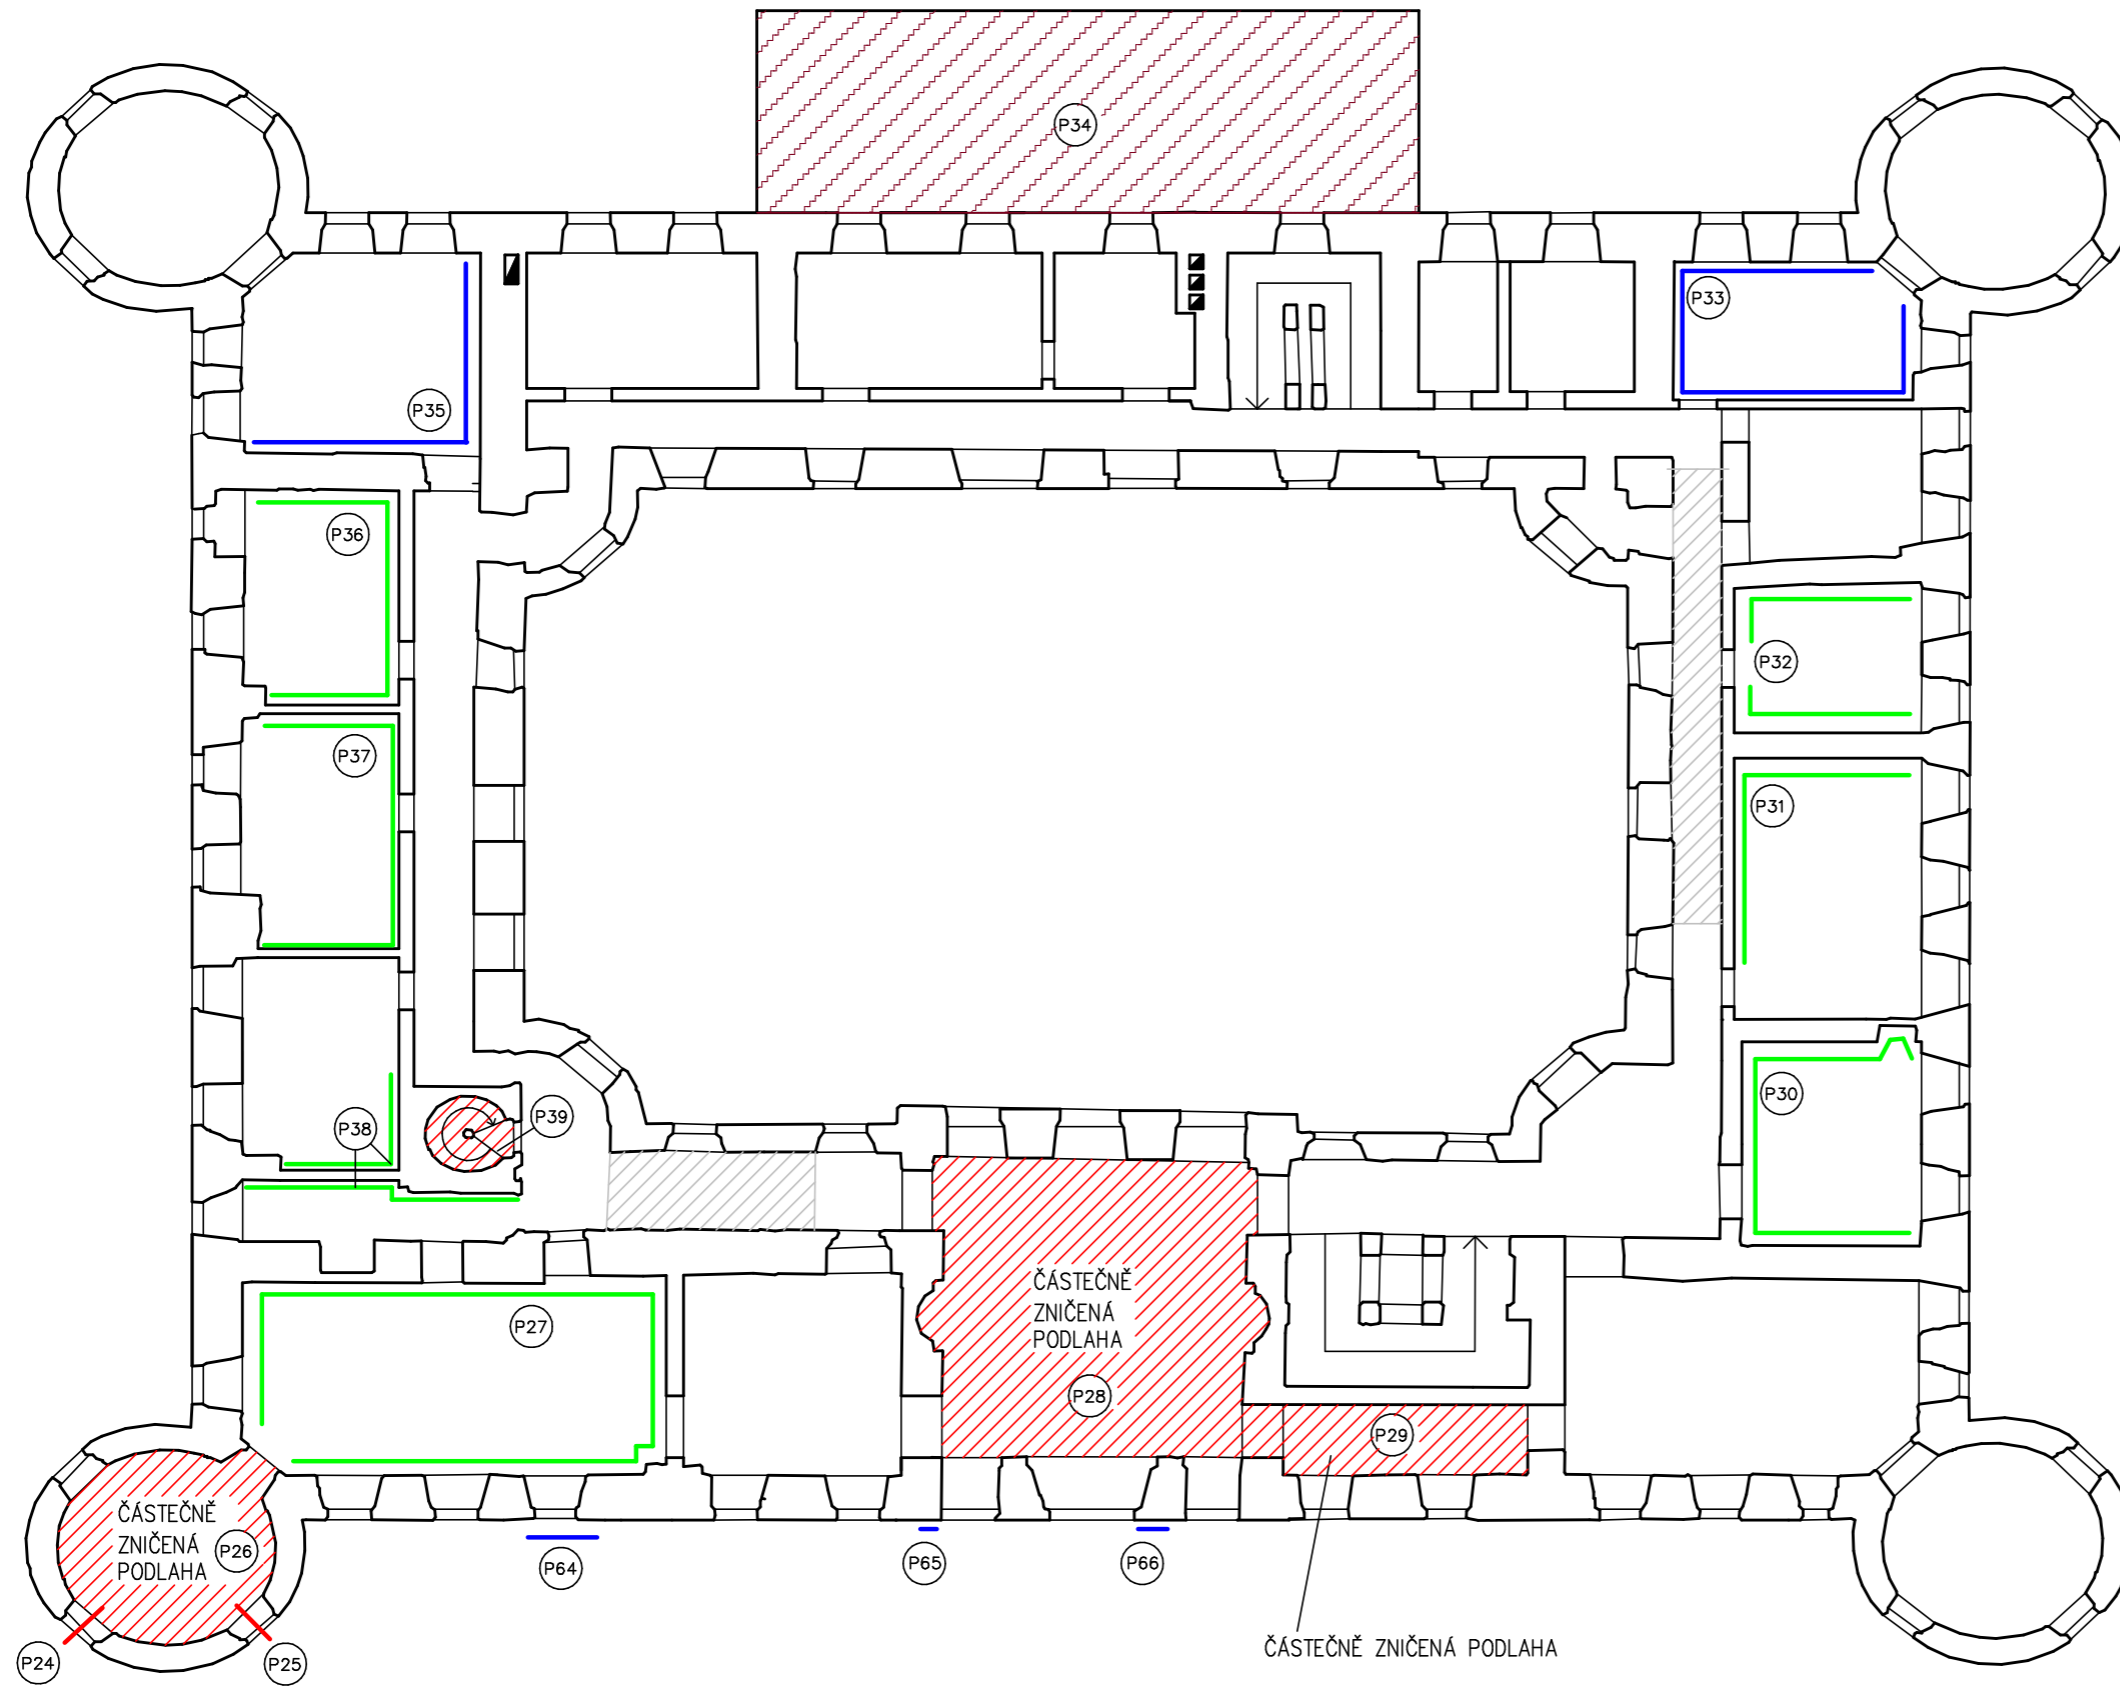 P34
P33
P35
P36
P32
P37
P31
P30
P39
P38
ČÁSTEČNĚ
ZNIČENÁ
PODLAHA
P27
P28
P29
ČÁSTEČNĚ
ZNIČENÁ
PODLAHA
P26
P64
P65
P66
ČÁSTEČNĚ ZNIČENÁ PODLAHA
P24
P25